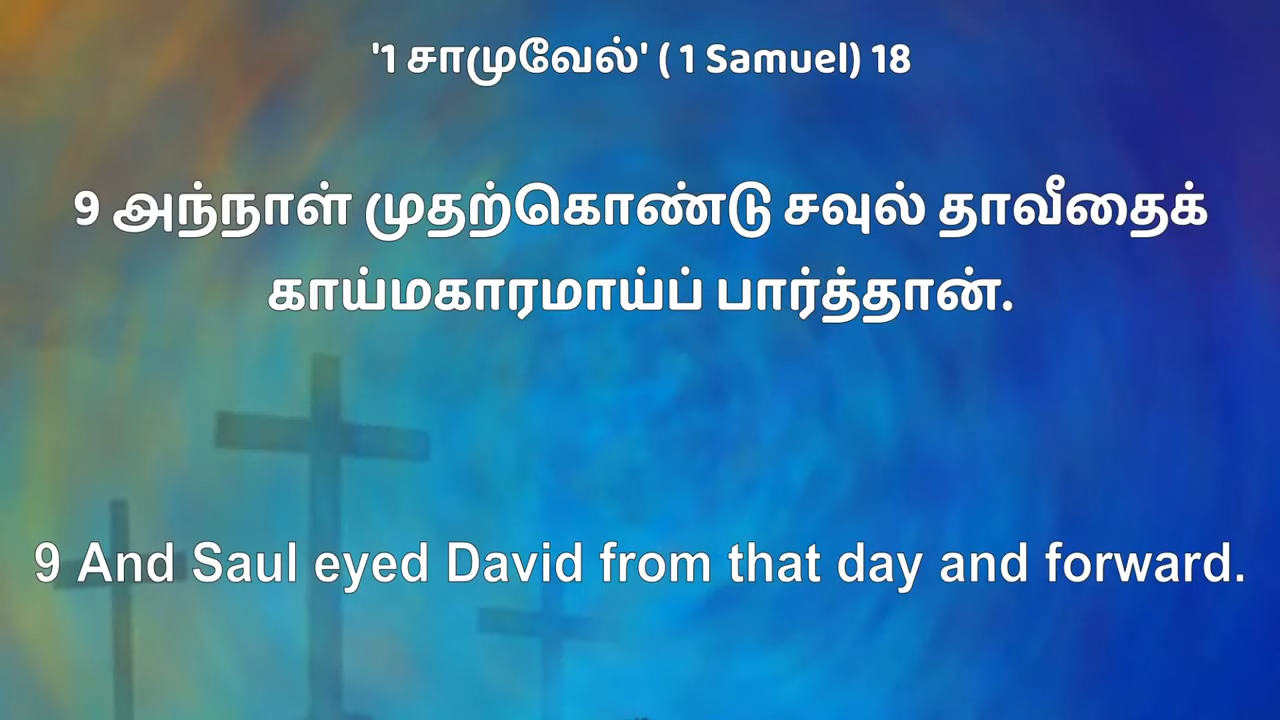 '1 சாமுவேல்' ( 1 Samuel) 18
9 அந்நாள் முதற்கொண்டு சவுல் தாவீதைக்
காய்மகாரமாய்ப் பார்த்தான்.
9 And Saul eyed David from that day and forward.